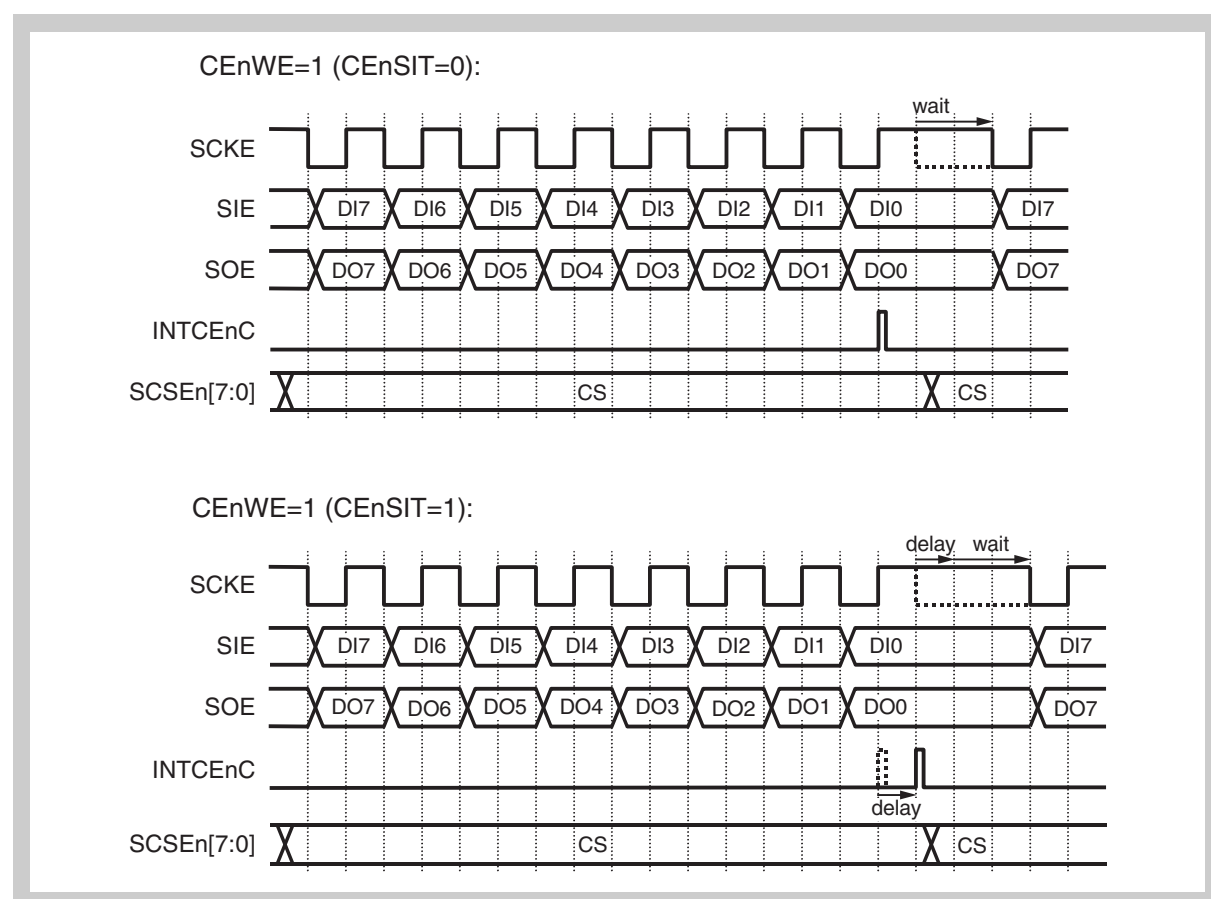 CEnWE=1 (CEnSIT=0):
wait
SCKE
SIE DI7 DI6 DI5 DI4 DI3 DI2 DI1 DI0 DI7
SOE DO7 DO6 DO5 DO4 DO3 DO2 DO1 DO0 DO7
INTCEnC
SCSEn[7:0] CS CS
CEnWE=1 (CEnSIT=1):
delay wait
SCKE
SIE DI7 DI6 DI5 DI4 DI3 DI2 DI1 DI0 DI7
SOE DO7 DO6 DO5 DO4 DO3 DO2 DO1 DO0 DO7
INTCEnC
delay
SCSEn[7:0] CS CS